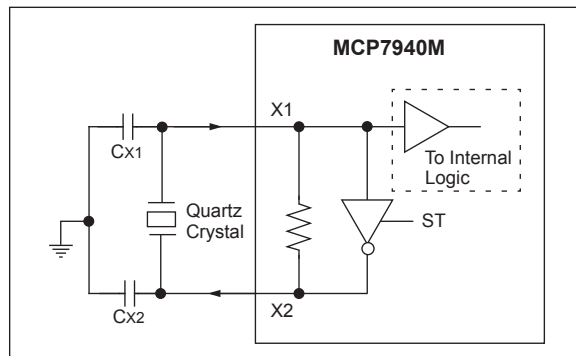 MCP7940M
X1
CX1
To Internal
Logic
Quartz
Crystal
ST
X2
CX2